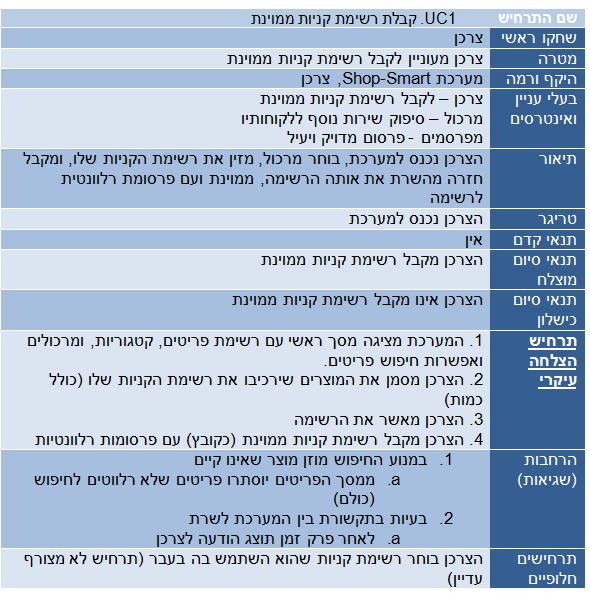 שם התרחיש
UC1. קבלת רשימת קניות ממוינת
שחקן ראשי
צרכן
מטרה
צרכן מעוניין לקבל רשימת קניות ממוינת
היקף ורמה
מערכת Shop-Smart, צרכן
בעלי עניין
ואינטרסים
צרכן – לקבל רשימת קניות ממוינת
מרכול – סיפוק שירות נוסף ללקוחותיו
מפרסמים - פרסום מדויק ויעיל
תיאור
הצרכן נכנס למערכת, בוחר מרכול, מזין את רשימת הקניות שלו, ומקבל
חזרה מהשרת את אותה הרשימה, ממוינת ועם פרסומת רלוונטית
לרשימה
טריגר
הצרכן נכנס למערכת
תנאי קדם
אין
תנאי סיום
מוצלח
הצרכן מקבל רשימת קניות ממוינת
תנאי סיום
כישלון
הצרכן אינו מקבל רשימת קניות ממוינת
תרחיש
הצלחה
עיקרי
1. המערכת מציגה מסך ראשי עם רשימת פריטים, קטגוריות, ומרכולים
ואפשרות חיפוש פריטים.
2. הצרכן מסמן את המוצרים שירכיבו את רשימת הקניות שלו (כולל
כמות)
3. הצרכן מאשר את הרשימה
4. הצרכן מקבל רשימת קניות ממוינת (כקובץ) עם פרסומות רלוונטיות
הרחבות
(שגיאות)
1. במנוע החיפוש מוזן מוצר שאינו קיים
a. ממסך הפריטים יוסתרו פריטים שלא רלווטים לחיפוש
(כולם)
2. בעיות בתקשורת בין המערכת לשרת
a. לאחר פרק זמן תוצג הודעה לצרכן
תרחישים
חלופיים
הצרכן בוחר רשימת קניות שהוא השתמש בה בעבר (תרחיש לא מצורף
עדיין)